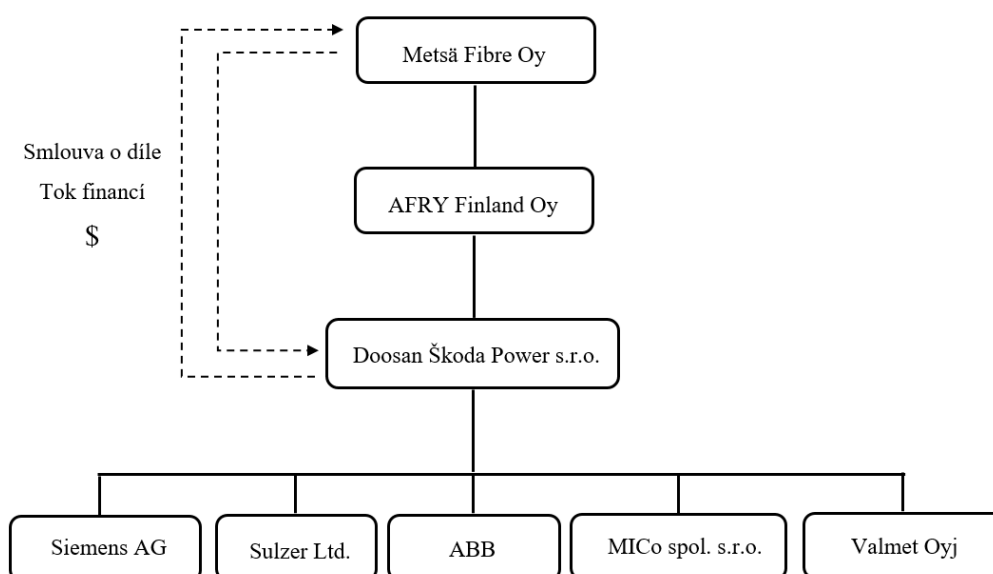 Metsä Fibre Oy
Smlouva o díle
Tok financí
$
AFRY Finland Oy
Doosan Škoda Power s.r.o.
Siemens AG
Sulzer Ltd.
ABB
MICo spol. s.r.o.
Valmet Oyj